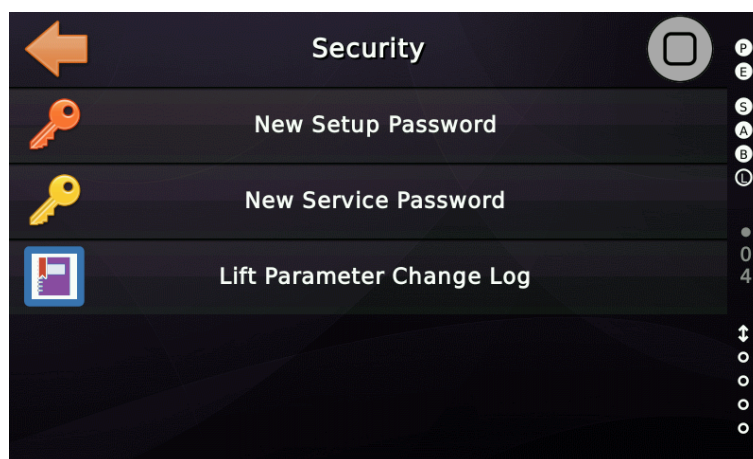 Security
New Setup Password
New Service Password
Lift Parameter Change Log
P
E
S
A
B
L
0
4